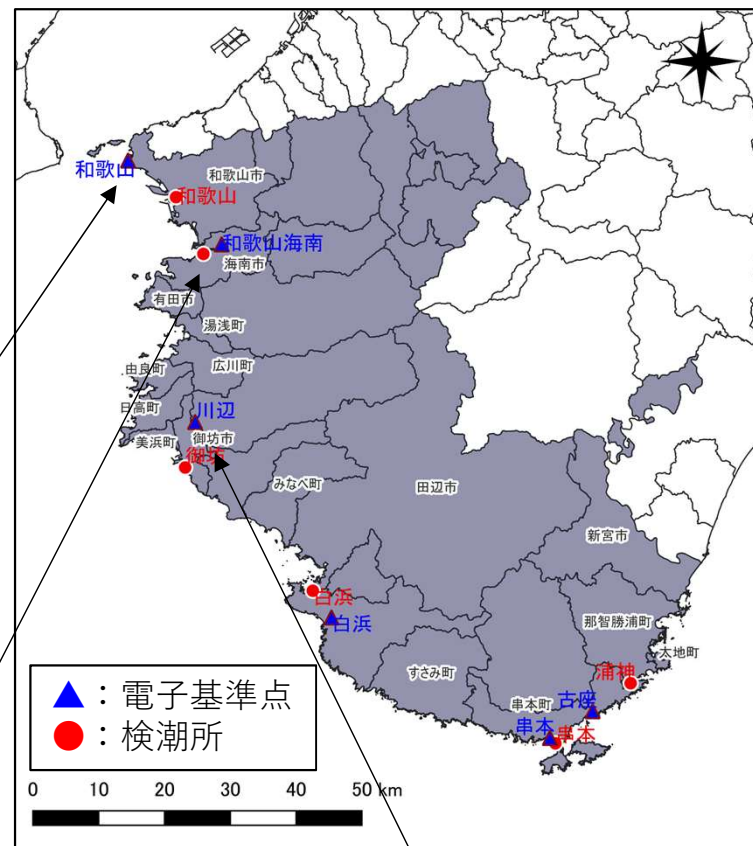 和歌山
和歌山市
和歌山
和歌山海南
海南市
有田市
湯浅町
由良町
広川町
日高町
川辺
美浜町
御坊市
御坊
みなべ町
田辺市
新宮市
白浜
白浜
那智勝浦町
太地町
すさみ町
浦神
串本町
古座
串本
串本
▲：電子基準点
●：検潮所
0 10 20 30 40 50 km